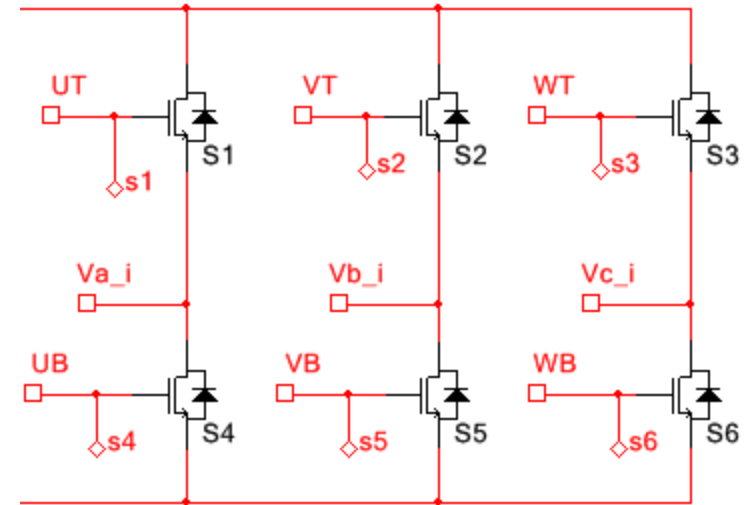 UT VT WT
S1 S2 S3
s1 s2 s3
Va_i Vb_i Vc_i
UB VB WB
S4 S5 S6
s4 s5 s6